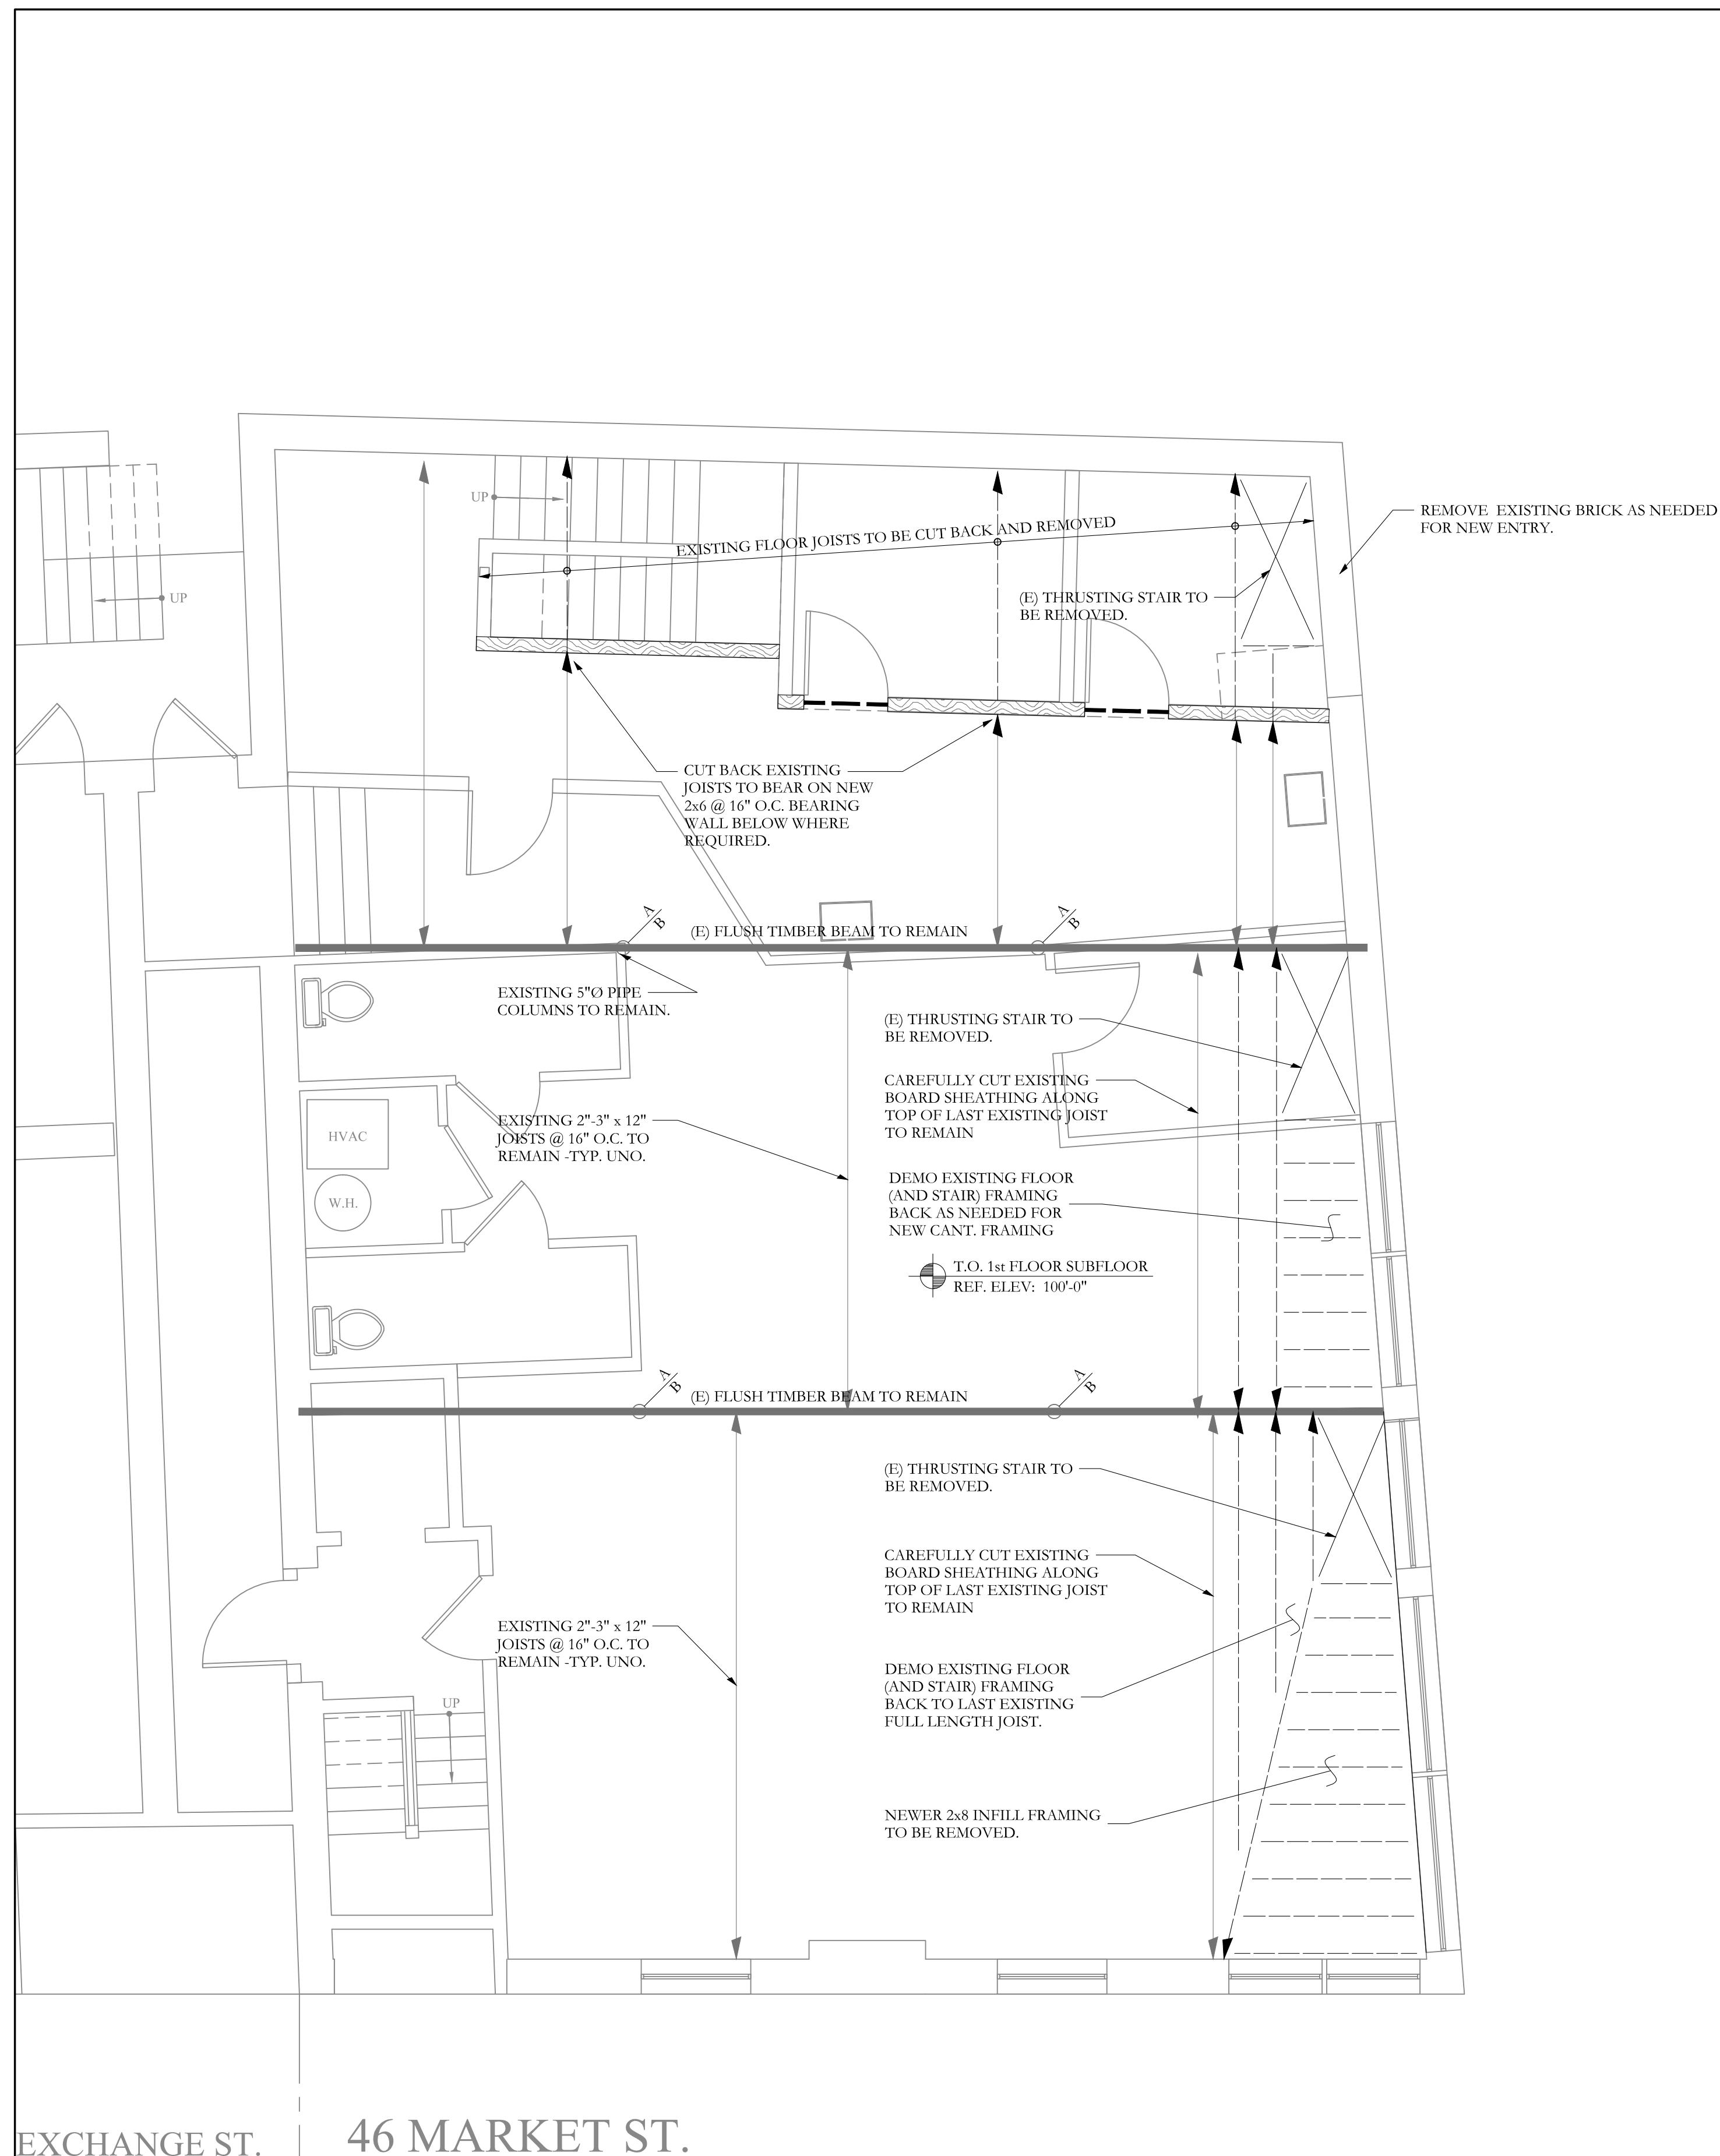 UP
UP
EXISTING FLOOR JOISTS TO BE CUT BACK AND REMOVED
REMOVE EXISTING BRICK AS NEEDED
FOR NEW ENTRY.
(E) THRUSTING STAIR TO
BE REMOVED.
CUT BACK EXISTING
JOISTS TO BEAR ON NEW
2x6 @ 16" O.C. BEARING
WALL BELOW WHERE
REQUIRED.
A
B
(E) FLUSH TIMBER BEAM TO REMAIN
A
B
EXISTING 5"Ø PIPE
COLUMNS TO REMAIN.
(E) THRUSTING STAIR TO
BE REMOVED.
CAREFULLY CUT EXISTING
BOARD SHEATHING ALONG
TOP OF LAST EXISTING JOIST
TO REMAIN
HVAC
EXISTING 2"-3" x 12"
JOISTS @ 16" O.C. TO
REMAIN -TYP. UNO.
W.H.
DEMO EXISTING FLOOR
(AND STAIR) FRAMING
BACK AS NEEDED FOR
NEW CANT. FRAMING
T.O. 1st FLOOR SUBFLOOR
REF. ELEV: 100'-0"
A
B
(E) FLUSH TIMBER BEAM TO REMAIN
A
B
(E) THRUSTING STAIR TO
BE REMOVED.
CAREFULLY CUT EXISTING
BOARD SHEATHING ALONG
TOP OF LAST EXISTING JOIST
TO REMAIN
EXISTING 2"-3" x 12"
JOISTS @ 16" O.C. TO
REMAIN -TYP. UNO.
DEMO EXISTING FLOOR
(AND STAIR) FRAMING
BACK TO LAST EXISTING
FULL LENGTH JOIST.
UP
NEWER 2x8 INFILL FRAMING
TO BE REMOVED.
EXCHANGE ST.
46 MARKET ST.